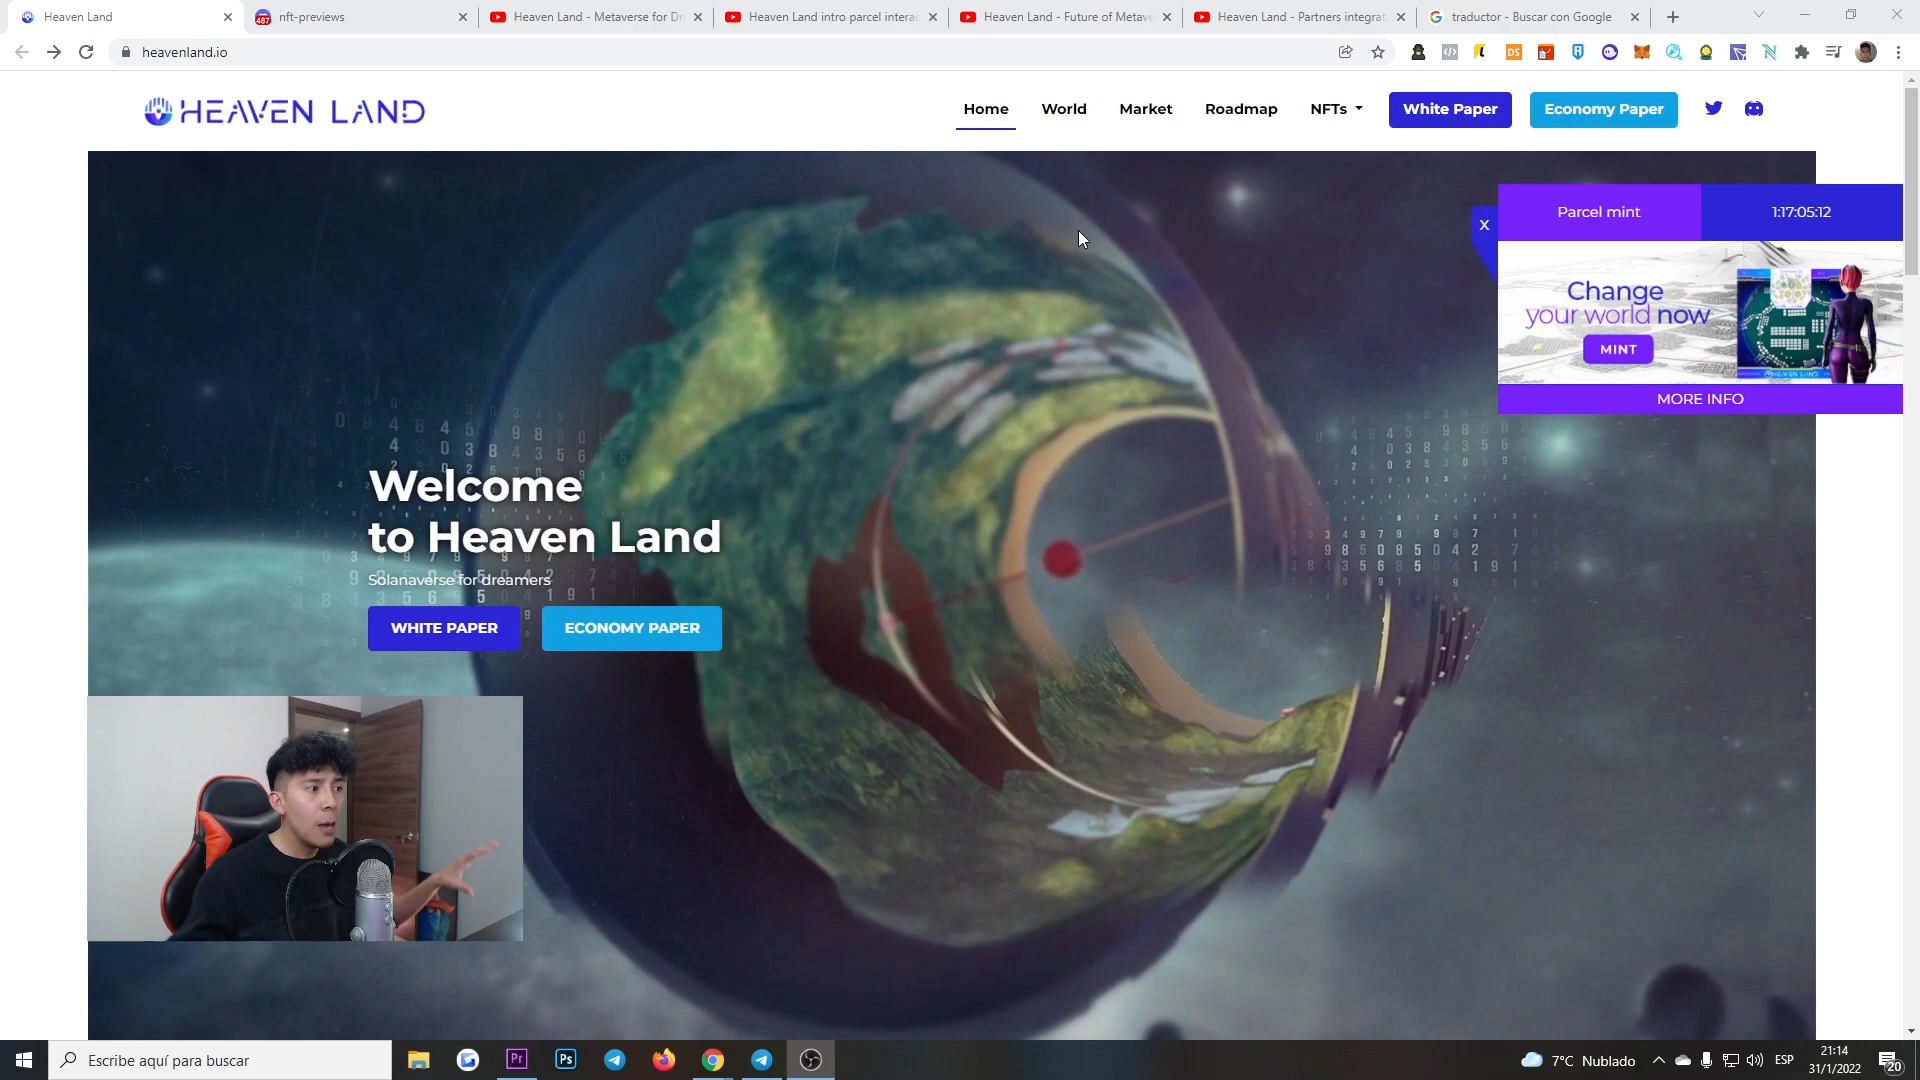 Heaven Land
487
nft-previews
Heaven Land - Metaverse for Dr
Heaven Land intro parcel interac
Heaven Land - Future of Metave
Heaven Land - Partners integrat
traductor - Buscar con Google
heavenland.io
HEAVEN LAND
Home
World
Market
Roadmap
NFTs
White Paper
Economy Paper
X
Parcel mint
1:17:05:12
Change
your world now
MINT
MORE INFO
Welcome
to Heaven Land
Solanaverse for dreamers
WHITE PAPER
ECONOMY PAPER
Escribe aquí para buscar
Pr
Ps
7°C Nublado
ESP
21:14
31/1/2022
20